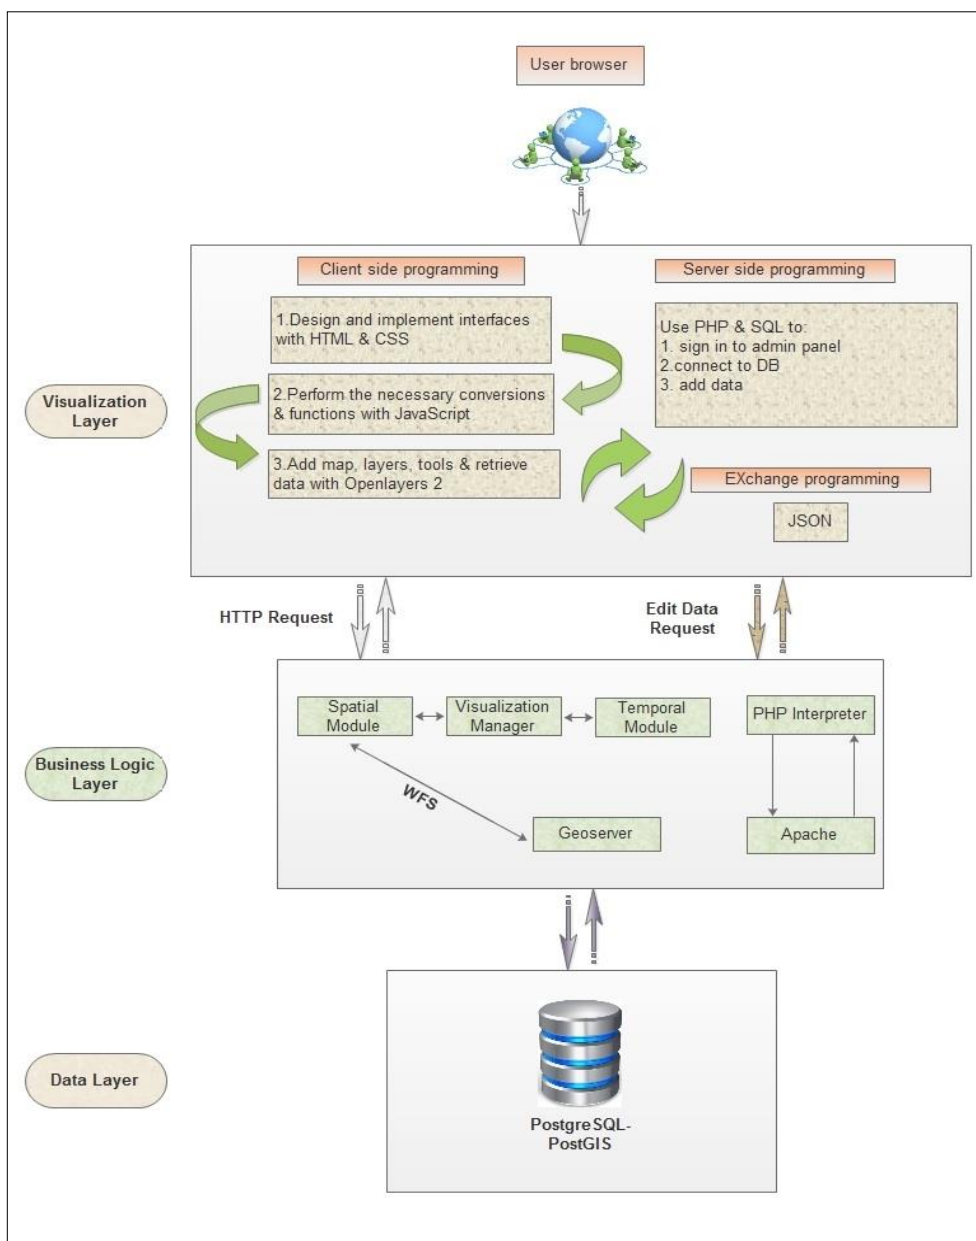 User browser
Client side programming
1.Design and implement interfaces
with HTML & CSS
2.Perform the necessary conversions
& functions with JavaScript
3.Add map, layers, tools & retrieve
data with Openlayers 2
Server side programming
Use PHP & SQL to:
1. sign in to admin panel
2.connect to DB
3. add data
EXchange programming
JSON
Visualization
Layer
HTTP Request
Edit Data
Request
Spatial
Module
Visualization
Manager
Temporal
Module
PHP Interpreter
WFS
Geoserver
Apache
Business Logic
Layer
Data Layer
PostgreSQL-
PostGIS